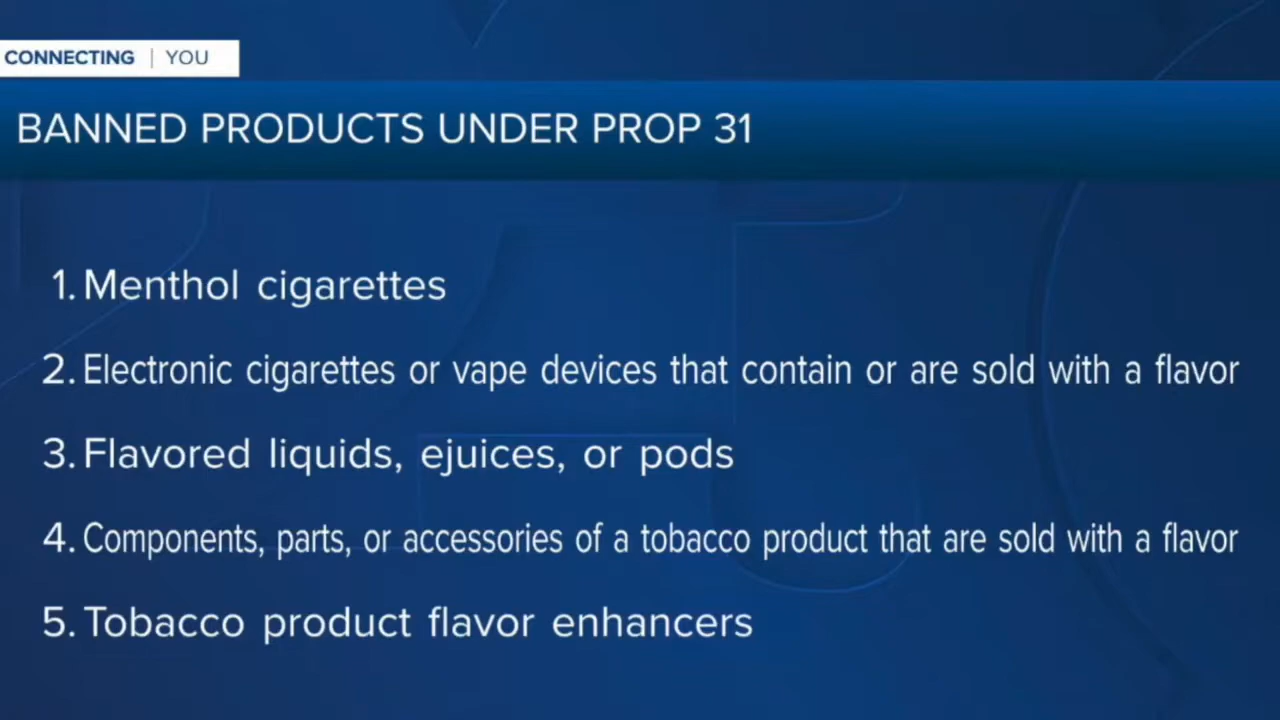 CONNECTING | YOU
BANNED PRODUCTS UNDER PROP 31
1. Menthol cigarettes
2. Electronic cigarettes or vape devices that contain or are sold with a flavor
3. Flavored liquids, ejuices, or pods
4. Components, parts, or accessories of a tobacco product that are sold with a flavor
5. Tobacco product flavor enhancers